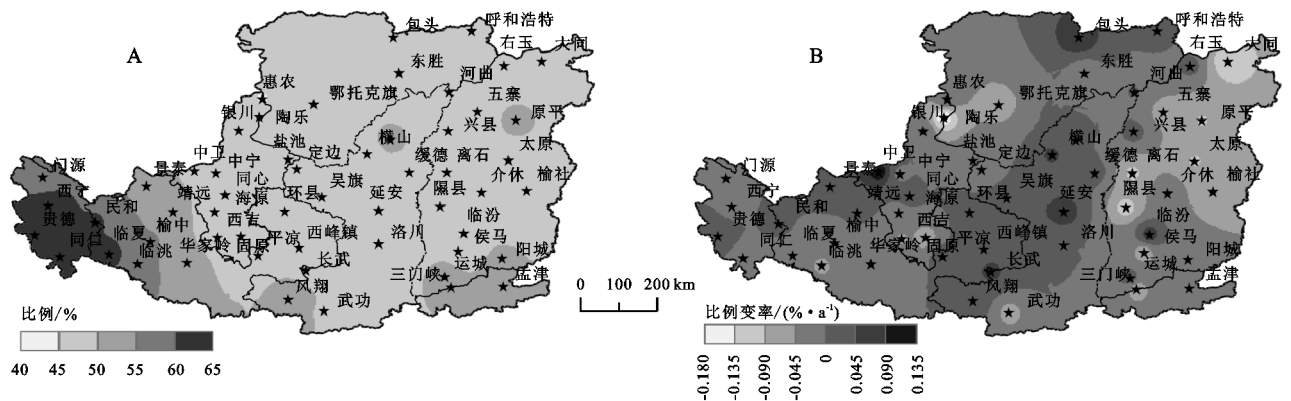 A
包头
呼和浩特
右玉
大同
东胜
河曲
惠农
鄂托克旗
五寨
原平
银川
陶乐
兴县
横山
太原
盐池
定边
绥德
离石
中卫
中宁
门源
景泰
同心
吴旗
介休
榆社
西宁
靖远
海原
环县
延安
隰县
贵德
民和
榆中
西吉
临汾
同仁
临夏
华家岭
固原
平凉
西峰镇
洛川
侯马
临洮
长武
运城
阳城
三门峡
孟津
凤翔
武功
比例/%
40 45 50 55 60 65
0 100 200 km
B
包头
呼和浩特
右玉
大同
东胜
河曲
惠农
鄂托克旗
五寨
原平
银川
陶乐
兴县
横山
太原
盐池
定边
绥德
离石
中卫
中宁
门源
景泰
同心
吴旗
介休
榆社
西宁
靖远
海原
环县
延安
隰县
贵德
民和
榆中
西吉
临汾
同仁
临夏
华家岭
固原
平凉
西峰镇
洛川
侯马
临洮
长武
运城
阳城
三门峡
孟津
凤翔
武功
比例变率/(%·a⁻¹)
-0.180 -0.135 -0.090 -0.045 0 0.045 0.090 0.135